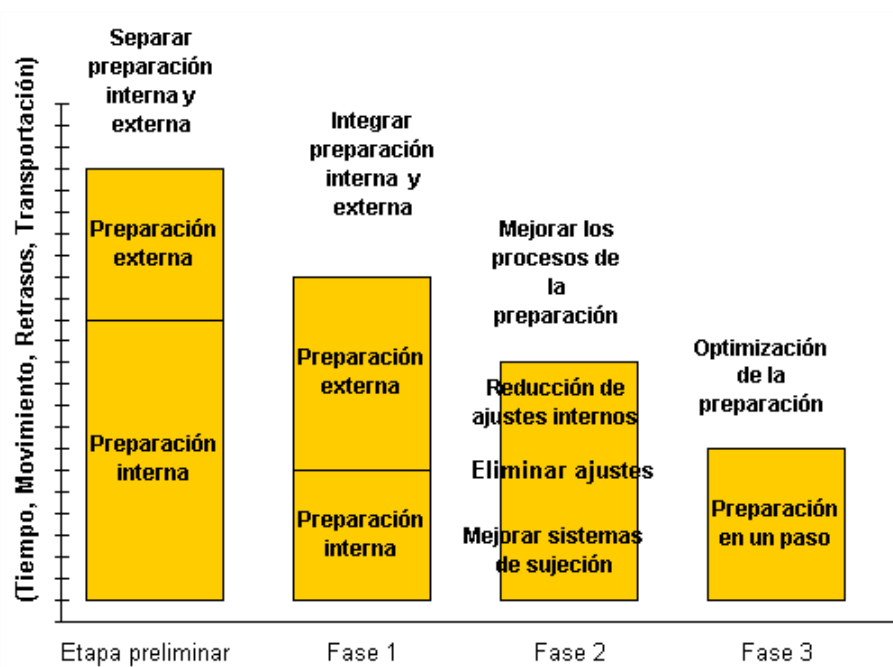 (Tiempo, Movimiento, Retrasos, Transportación)
Separar
preparación
interna y
externa
Preparación
externa
Preparación
interna
Etapa preliminar
Integrar
preparación
interna y
externa
Preparación
externa
Preparación
interna
Fase 1
Mejorar los
procesos de
la
preparación
Reducción de
ajustes internos
Eliminar ajustes
Mejorar sistemas
de sujeción
Fase 2
Optimización
de la
preparación
Preparación
en un paso
Fase 3